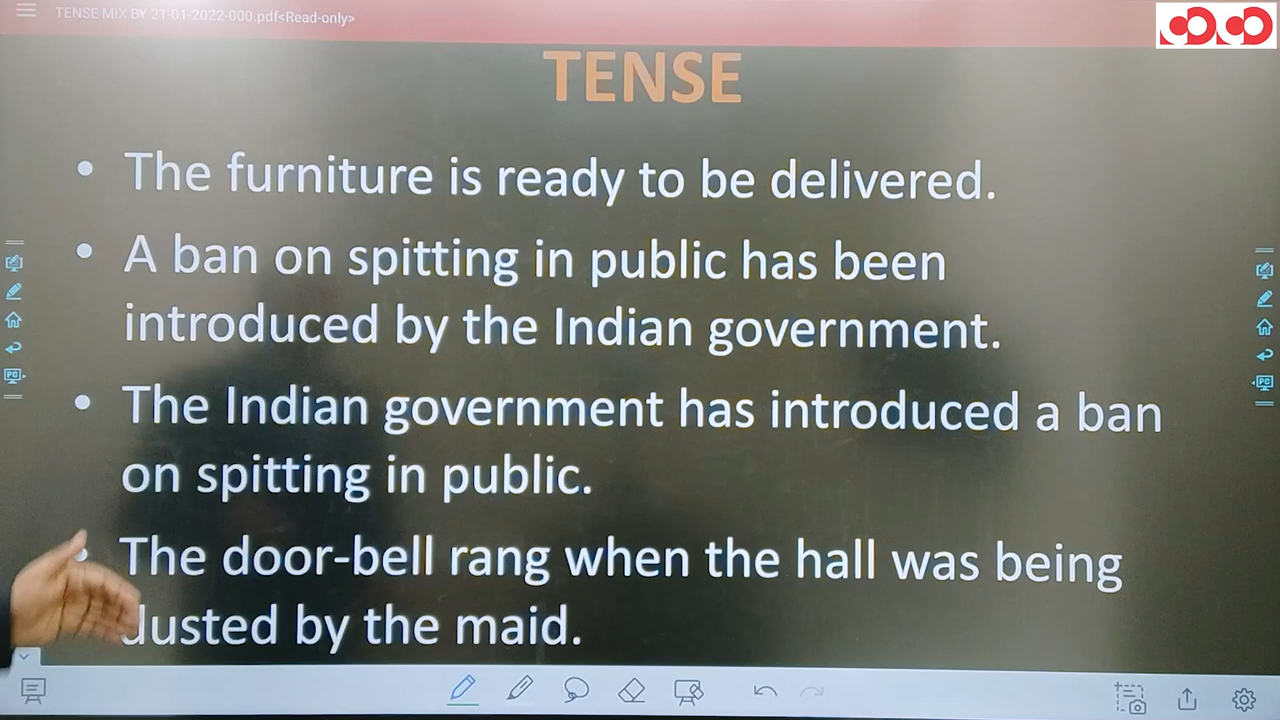 TENSE MIX BY 21-01-2022-000.pdf<Read-only>
TENSE
• The furniture is ready to be delivered.
• A ban on spitting in public has been
introduced by the Indian government.
• The Indian government has introduced a ban
on spitting in public.
• The door-bell rang when the hall was being
dusted by the maid.
PC
PC